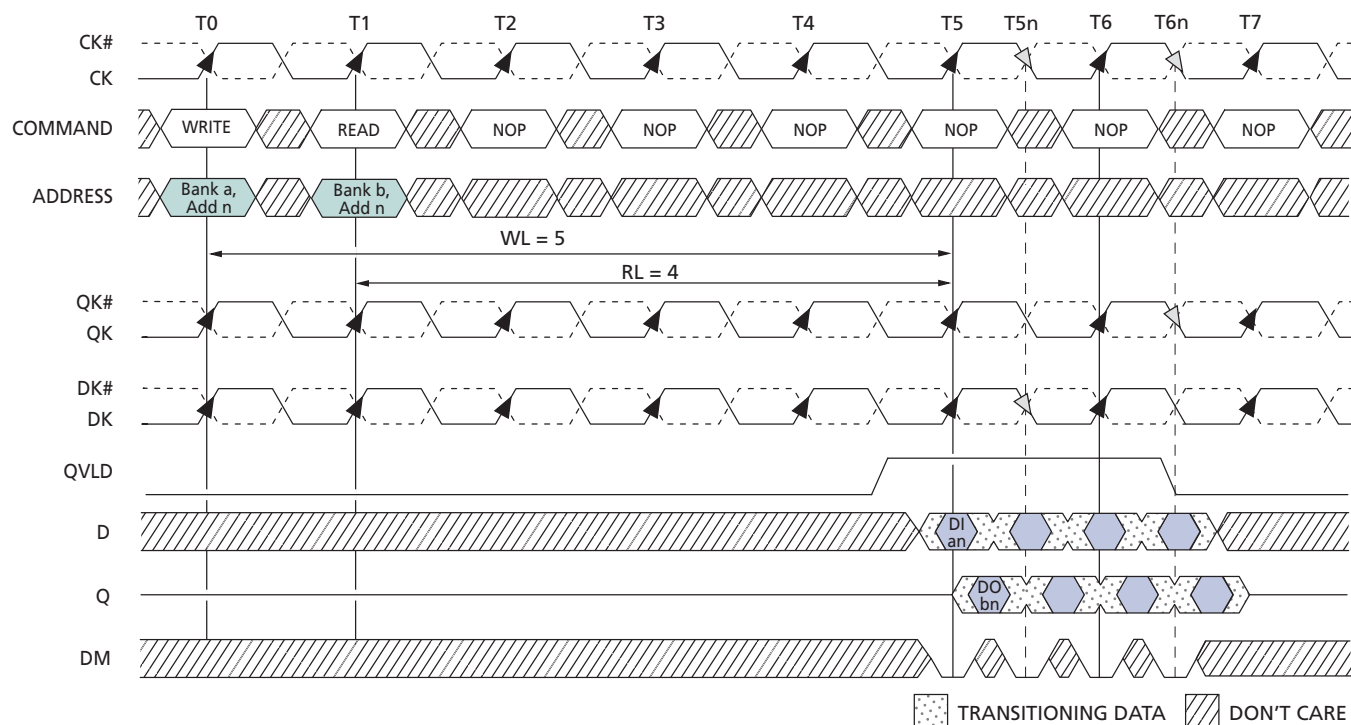 T0 T1 T2 T3 T4 T5 T5n T6 T6n T7
CK#
CK
COMMAND WRITE READ NOP NOP NOP NOP NOP NOP
ADDRESS Bank a, Add n Bank b, Add n
WL = 5
RL = 4
QK#
QK
DK#
DK
QVLD
D DI an
Q DO bn
DM
TRANSITIONING DATA DON'T CARE